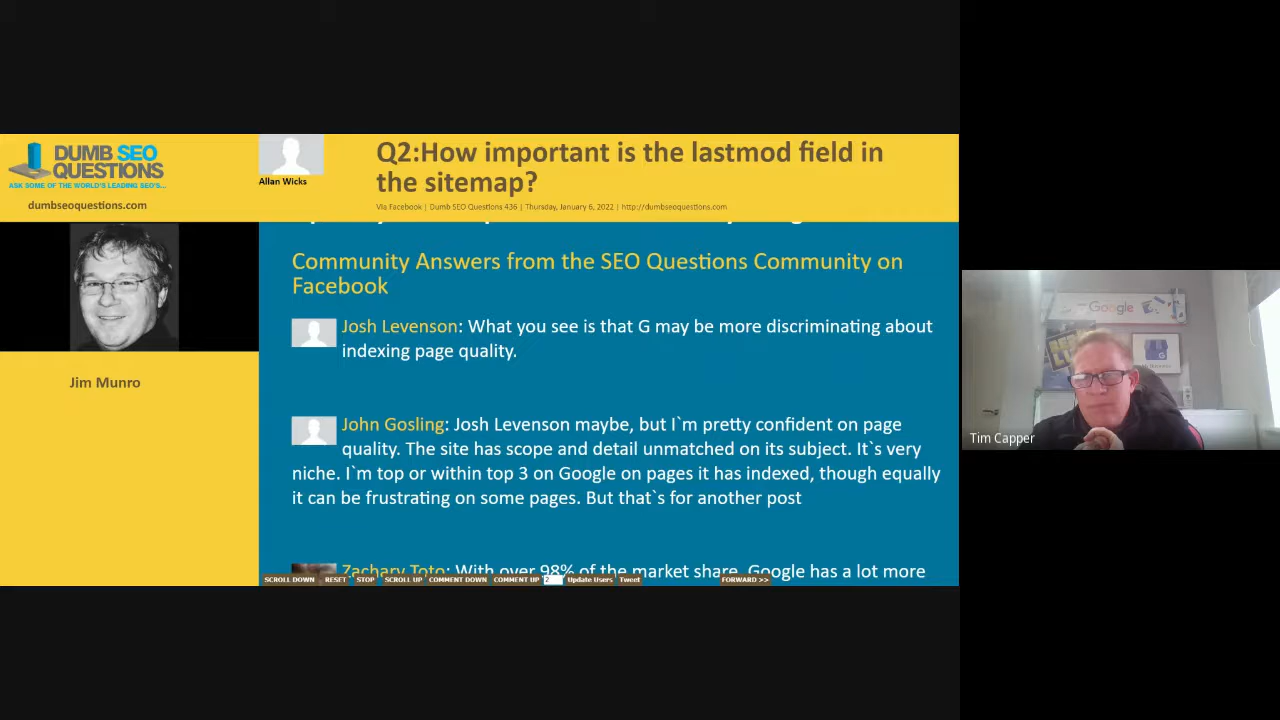 DUMB SEO
QUESTIONS
ASK SOME OF THE WORLD'S LEADING SEO'S...
dumbseoquestions.com
Allan Wicks
Q2:How important is the lastmod field in
the sitemap?
Via Facebook | Dumb SEO Questions 436 | Thursday, January 6, 2022 | http://dumbseoquestions.com
Jim Munro
Community Answers from the SEO Questions Community on
Facebook
Josh Levenson: What you see is that G may be more discriminating about
indexing page quality.
John Gosling: Josh Levenson maybe, but I`m pretty confident on page
quality. The site has scope and detail unmatched on its subject. It`s very
niche. I`m top or within top 3 on Google on pages it has indexed, though equally
it can be frustrating on some pages. But that`s for another post
Zachary Toto: With over 98% of the market share, Google has a lot more
SCROLL DOWN RESET STOP SCROLL UP COMMENT DOWN COMMENT UP 2 Update Users Tweet FORWARD >>
Google
Tim Capper